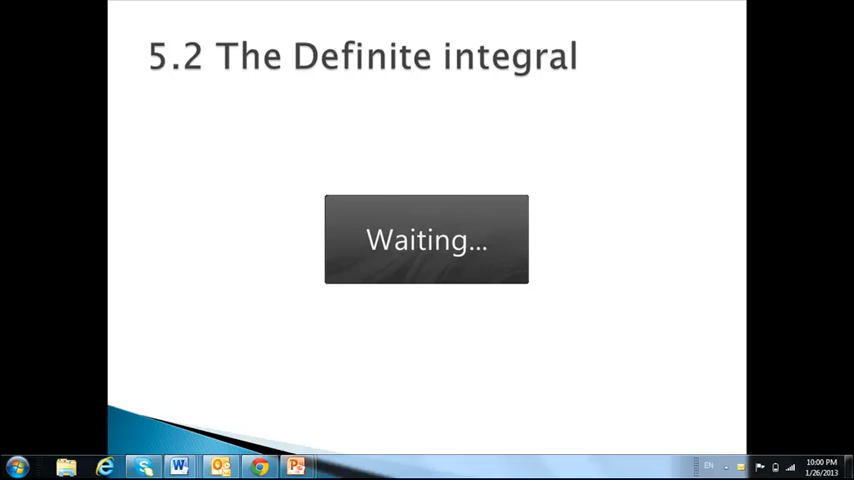 5.2 The Definite integral
Waiting...
EN
10:00 PM
1/26/2013